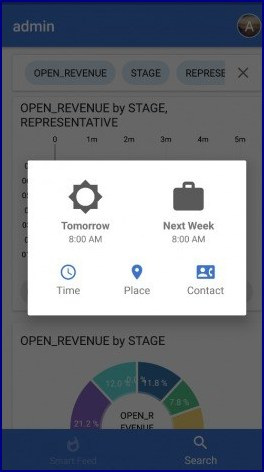 admin
A
OPEN_REVENUE STAGE REPRESE
OPEN_REVENUE by STAGE,
REPRESENTATIVE
0 1m 2m 3m 4m 5m
Tomorrow Next Week
8:00 AM 8:00 AM
Time Place Contact
OPEN_REVENUE by STAGE
12.0 11.8 %
7.8 %
21.2 %
OPEN_R
EVENUE
Smart Feed Search